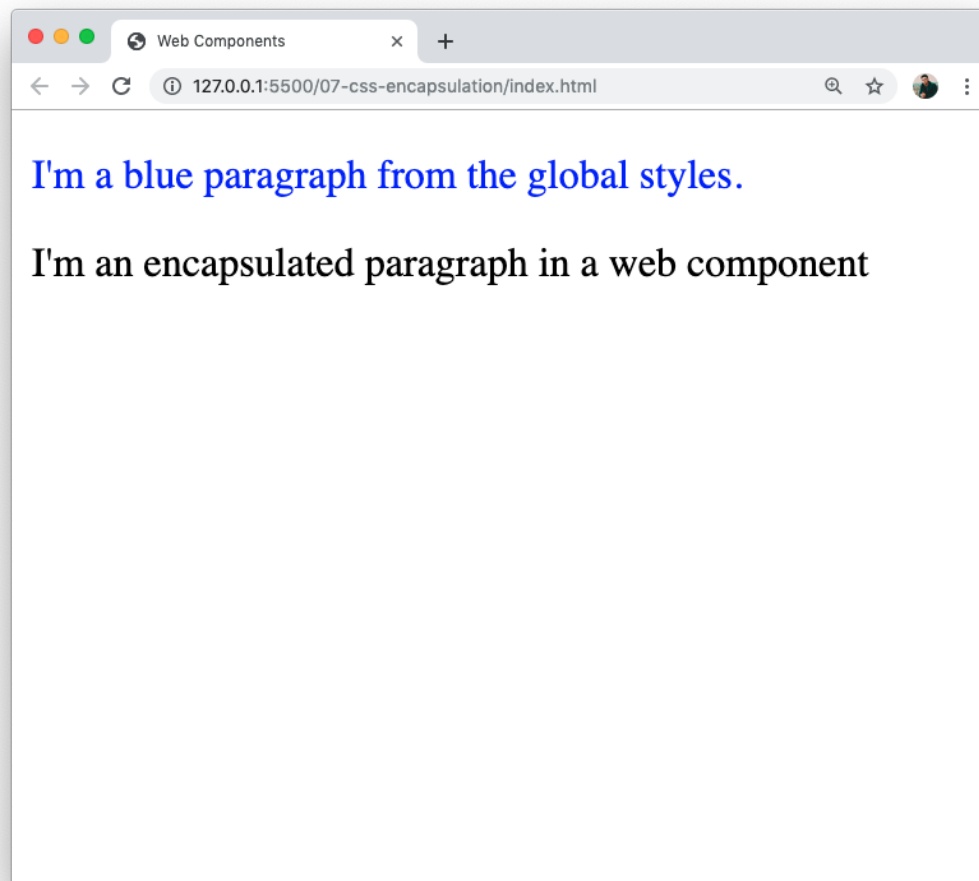 Web Components
127.0.0.1:5500/07-css-encapsulation/index.html
I'm a blue paragraph from the global styles.
I'm an encapsulated paragraph in a web component